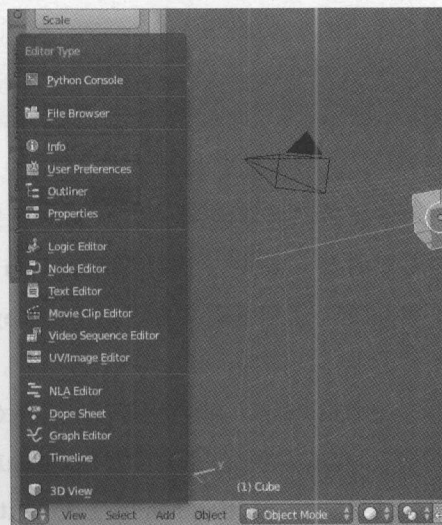 Scale
Editor Type
Python Console
File Browser
Info
User Preferences
Outliner
Properties
Logic Editor
Node Editor
Text Editor
Movie Clip Editor
Video Sequence Editor
UV/Image Editor
NLA Editor
Dope Sheet
Graph Editor
Timeline
3D View
y
(1) Cube
View Select Add Object Object Mode